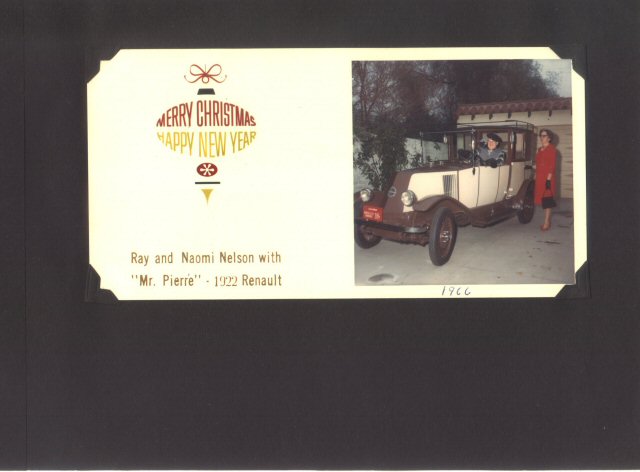 MERRY CHRISTMAS
HAPPY NEW YEAR
Ray and Naomi Nelson with
"Mr. Pierre" - 1922 Renault
1966